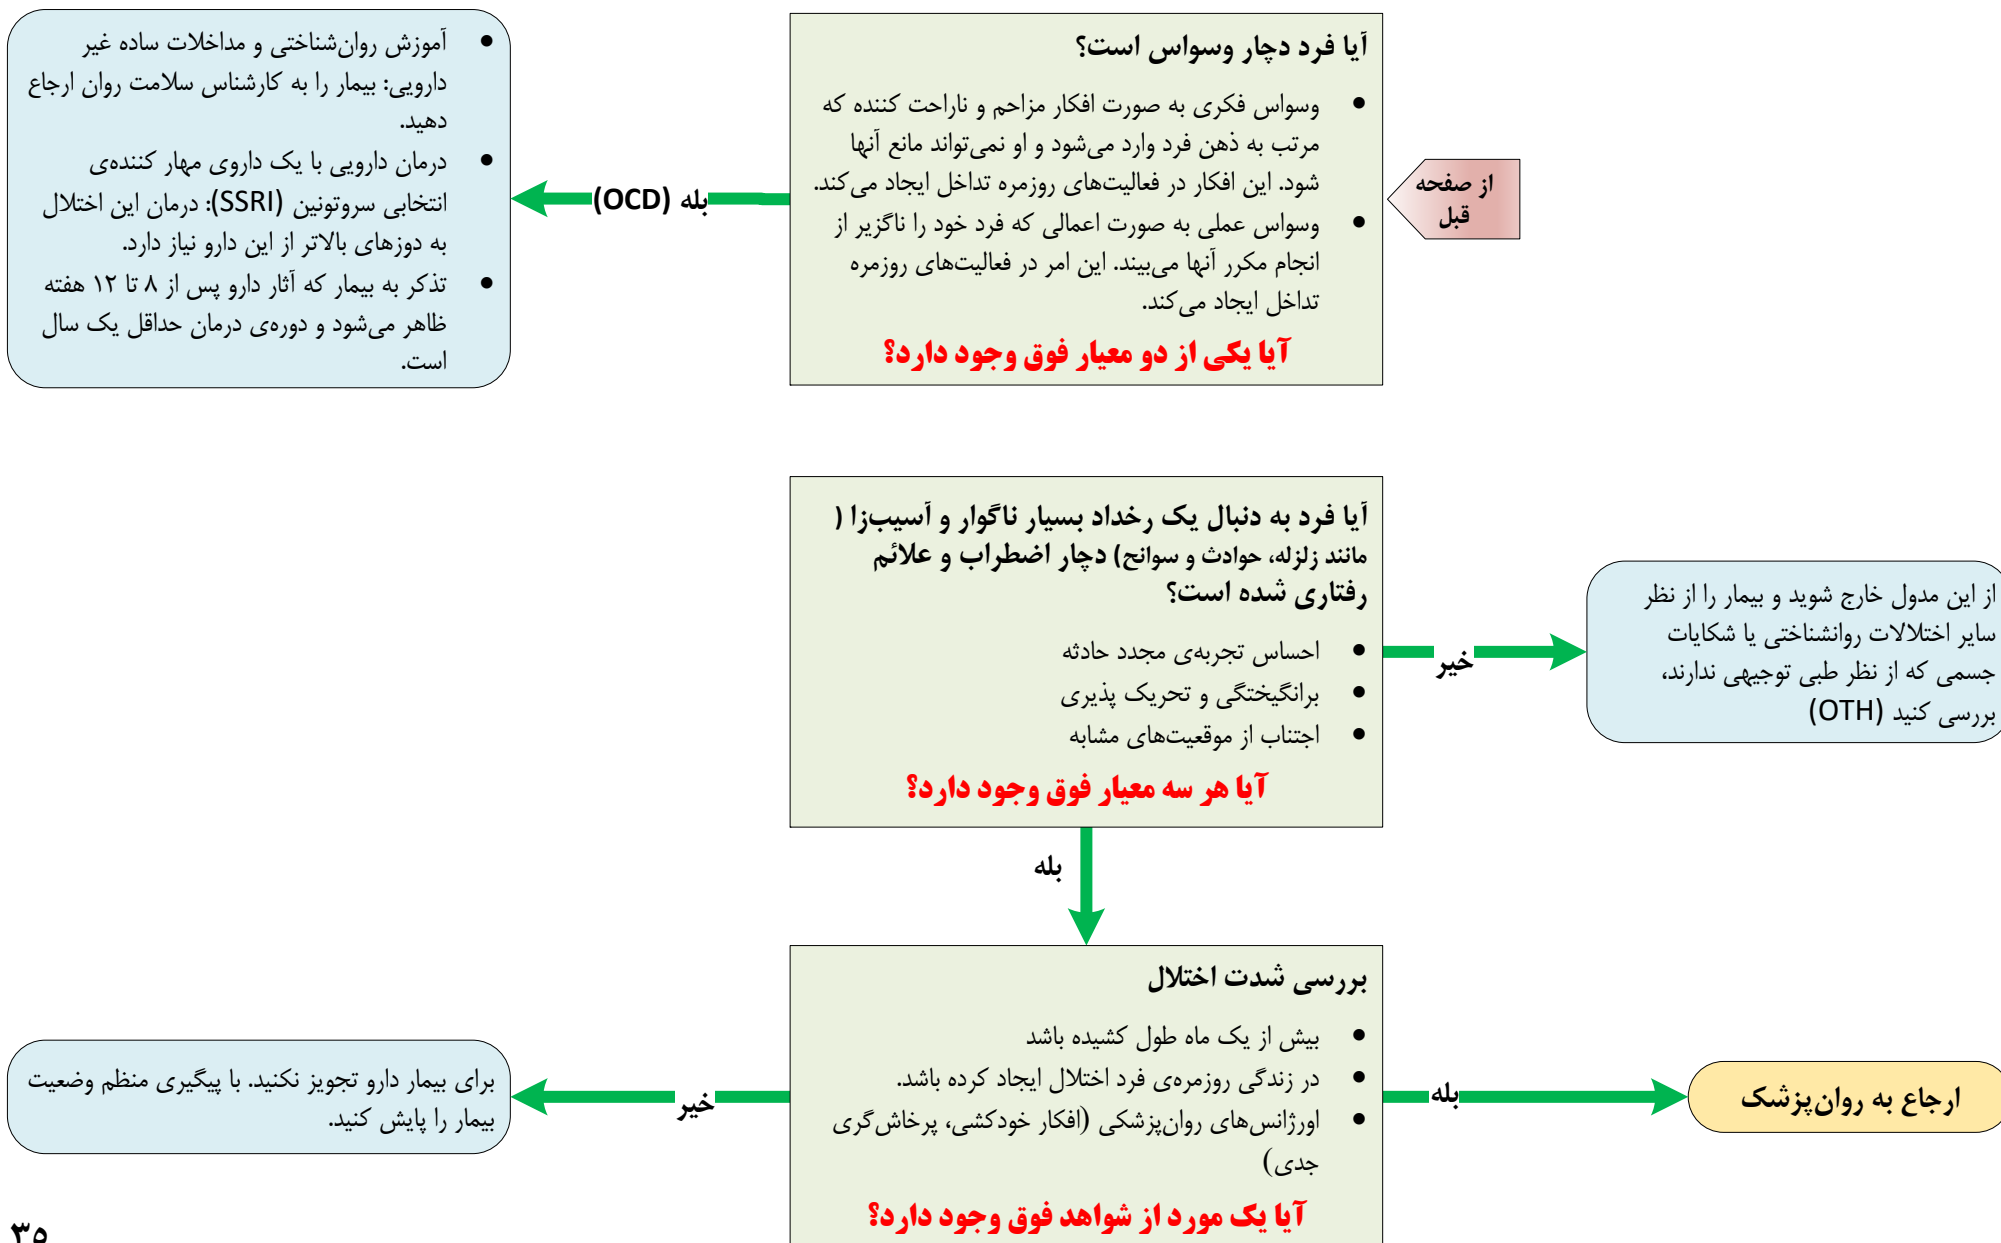 از صفحه
قبل
آیا فرد دچار وسواس است؟
• وسواس فکری به صورت افکار مزاحم و ناراحت کننده که
مرتب به ذهن فرد وارد می‌شود و او نمی‌تواند مانع آنها
شود. این افکار در فعالیت‌های روزمره تداخل ایجاد می‌کند.
• وسواس عملی به صورت اعمالی که فرد خود را ناگزیر از
انجام مکرر آنها می‌بیند. این امر در فعالیت‌های روزمره
تداخل ایجاد می‌کند.
آیا یکی از دو معیار فوق وجود دارد؟
بله (OCD)
• آموزش روان‌شناختی و مداخلات ساده غیر
دارویی: بیمار را به کارشناس سلامت روان ارجاع
دهید.
• درمان دارویی با یک داروی مهار کننده‌ی
انتخابی سروتونین (SSRI): درمان این اختلال
به دوزهای بالاتر از این دارو نیاز دارد.
• تذکر به بیمار که آثار دارو پس از ۸ تا ۱۲ هفته
ظاهر می‌شود و دوره‌ی درمان حداقل یک سال
است.
آیا فرد به دنبال یک رخداد بسیار ناگوار و آسیب‌زا (
مانند زلزله، حوادث و سوانح) دچار اضطراب و علائم
رفتاری شده است؟
• احساس تجربه‌ی مجدد حادثه
• برانگیختگی و تحریک پذیری
• اجتناب از موقعیت‌های مشابه
آیا هر سه معیار فوق وجود دارد؟
خیر
از این مدول خارج شوید و بیمار را از نظر
سایر اختلالات روانشناختی یا شکایات
جسمی که از نظر طبی توجیهی ندارند،
بررسی کنید (OTH)
بله
بررسی شدت اختلال
• بیش از یک ماه طول کشیده باشد
• در زندگی روزمره‌ی فرد اختلال ایجاد کرده باشد.
• اورژانس‌های روان‌پزشکی (افکار خودکشی، پرخاش‌گری
جدی)
آیا یک مورد از شواهد فوق وجود دارد؟
بله
ارجاع به روان‌پزشک
خیر
برای بیمار دارو تجویز نکنید. با پیگیری منظم وضعیت
بیمار را پایش کنید.
۳۵